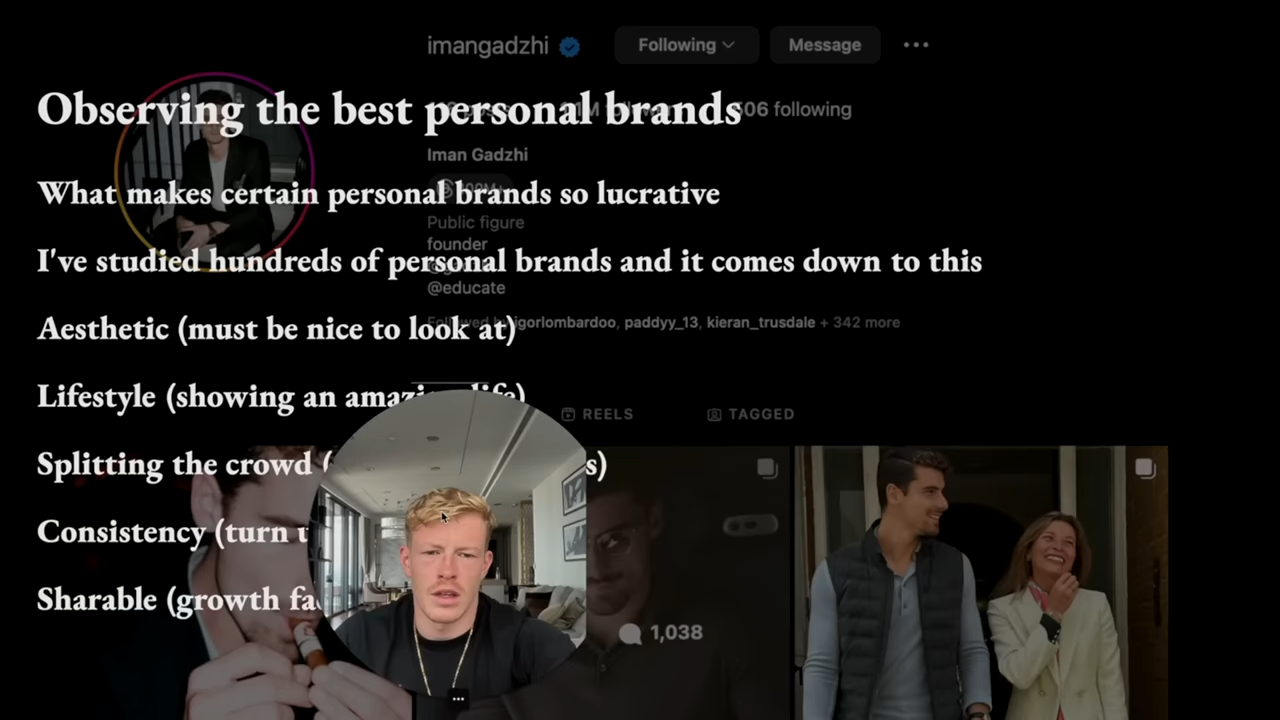 imangadzhi
Following
Message
Observing the best personal brands
506 following
Iman Gadzhi
What makes certain personal brands so lucrative
Public figure
founder
I've studied hundreds of personal brands and it comes down to this
@educate
igorlombardoo, paddyy_13, kieran_trusdale + 342 more
Aesthetic (must be nice to look at)
Lifestyle (showing an amazing life)
REELS
TAGGED
Splitting the crowd (
s)
Consistency (turn
Sharable (growth
1,038